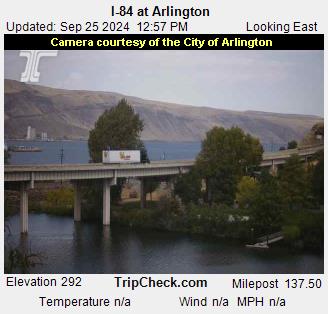 I-84 at Arlington
Updated: Sep 25 2024 12:57 PM Looking East
Camera courtesy of the City of Arlington
Elevation 292 TripCheck.com Milepost 137.50
Temperature n/a Wind n/a MPH n/a